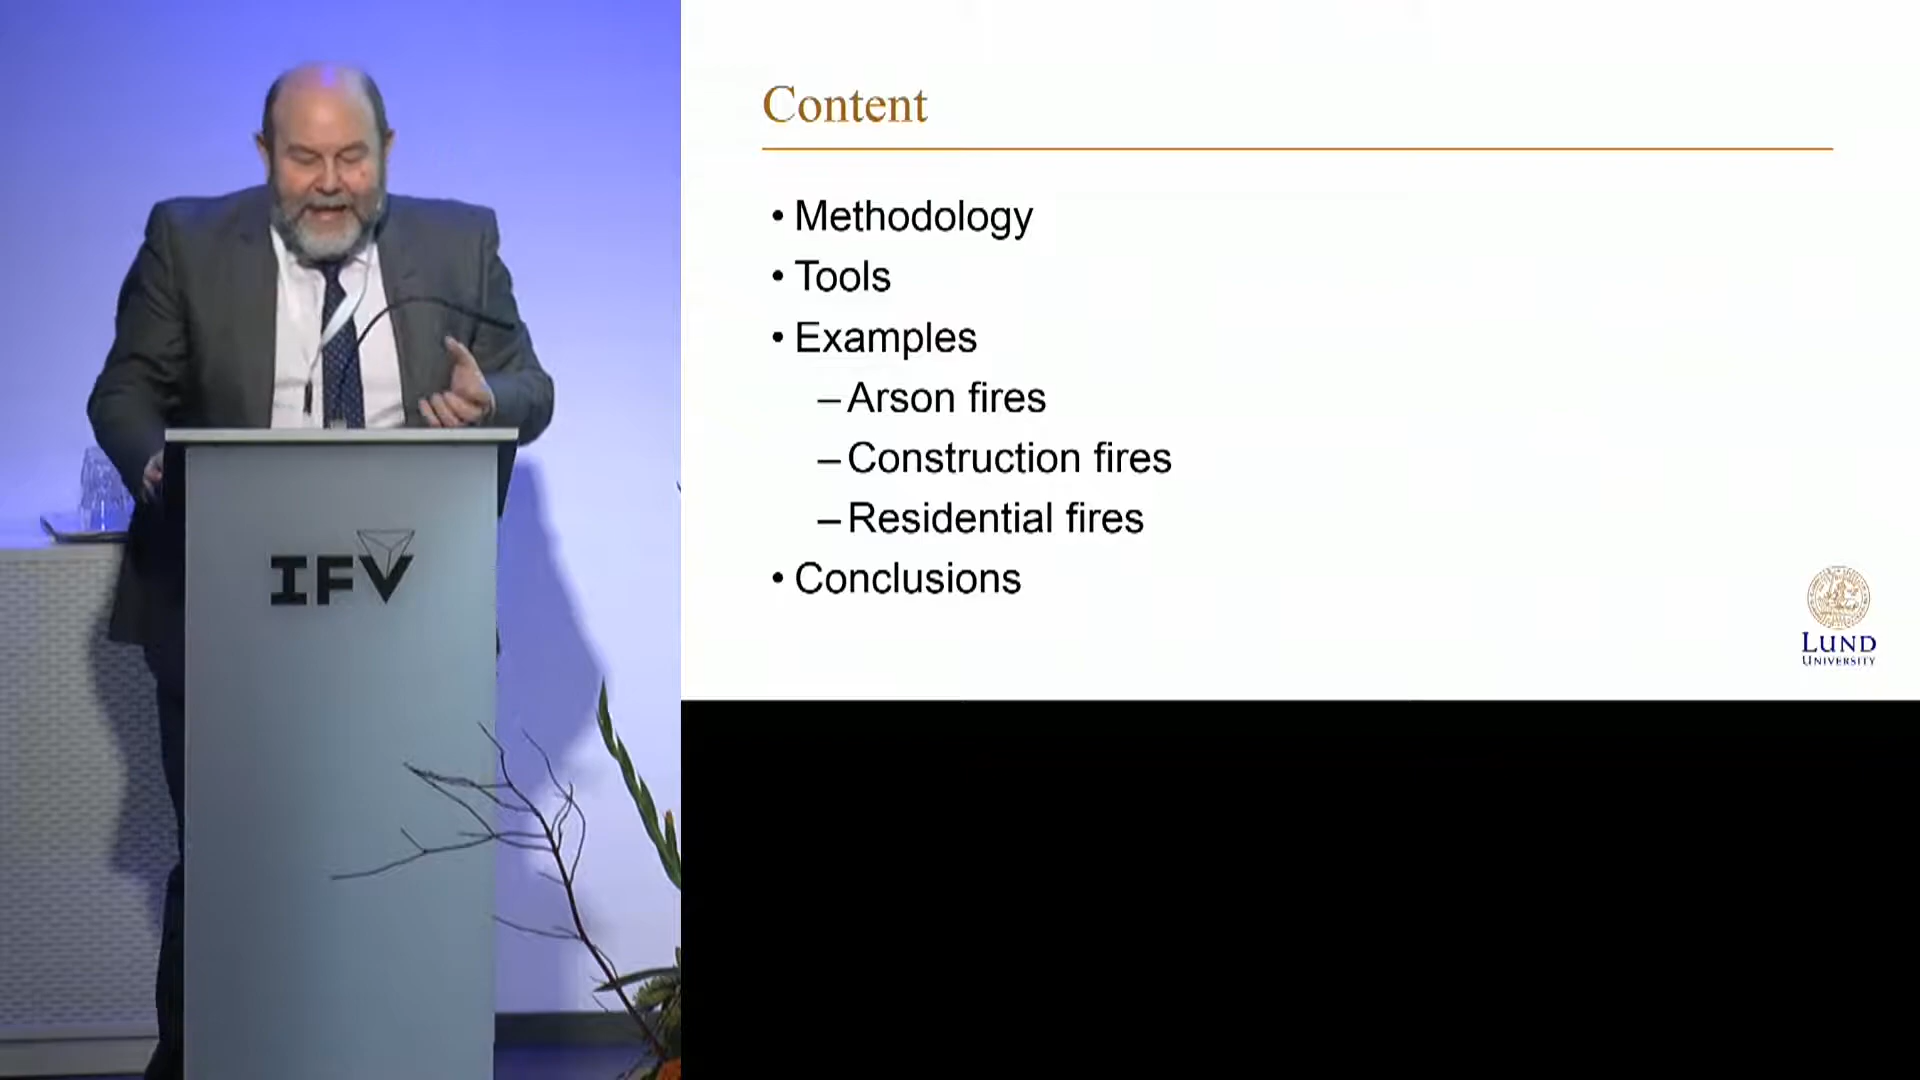 IFV
Content
• Methodology
• Tools
• Examples
– Arson fires
– Construction fires
– Residential fires
• Conclusions
LUND
UNIVERSITY